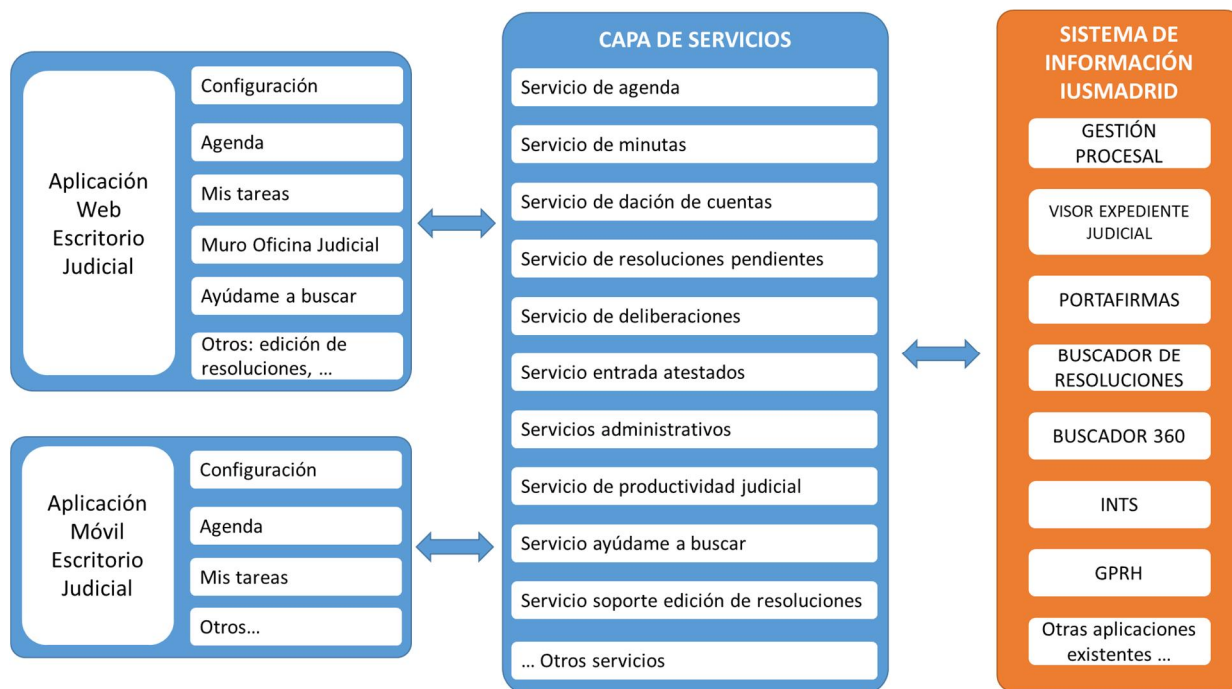 Aplicación
Web
Escritorio
Judicial
Configuración
Agenda
Mis tareas
Muro Oficina Judicial
Ayúdame a buscar
Otros: edición de
resoluciones, ...
Aplicación
Móvil
Escritorio
Judicial
Configuración
Agenda
Mis tareas
Otros...
CAPA DE SERVICIOS
Servicio de agenda
Servicio de minutas
Servicio de dación de cuentas
Servicio de resoluciones pendientes
Servicio de deliberaciones
Servicio entrada atestados
Servicios administrativos
Servicio de productividad judicial
Servicio ayúdame a buscar
Servicio soporte edición de resoluciones
... Otros servicios
SISTEMA DE
INFORMACIÓN
IUSMADRID
GESTIÓN
PROCESAL
VISOR EXPEDIENTE
JUDICIAL
PORTAFIRMAS
BUSCADOR DE
RESOLUCIONES
BUSCADOR 360
INTS
GPRH
Otras aplicaciones
existentes ...